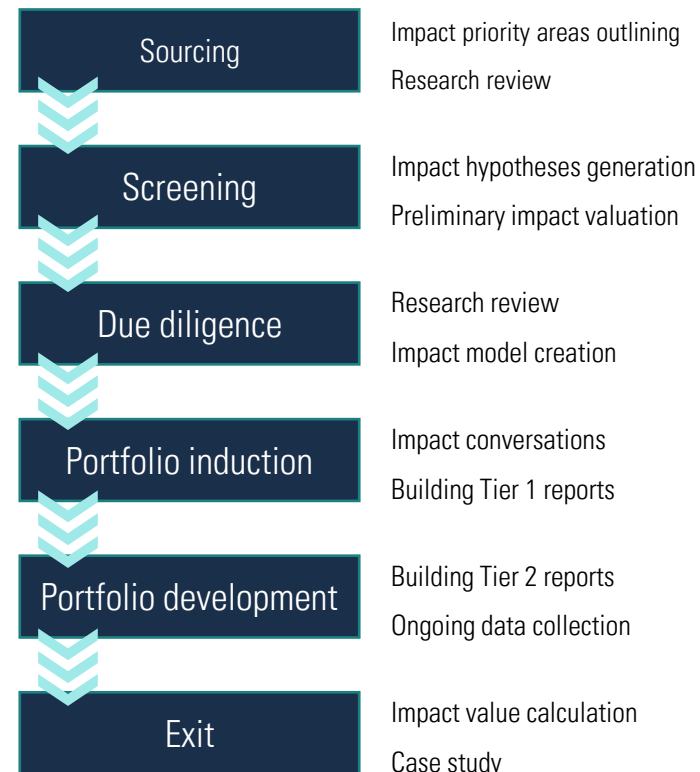 Sourcing
Impact priority areas outlining
Research review
Screening
Impact hypotheses generation
Preliminary impact valuation
Due diligence
Research review
Impact model creation
Portfolio induction
Impact conversations
Building Tier 1 reports
Portfolio development
Building Tier 2 reports
Ongoing data collection
Exit
Impact value calculation
Case study